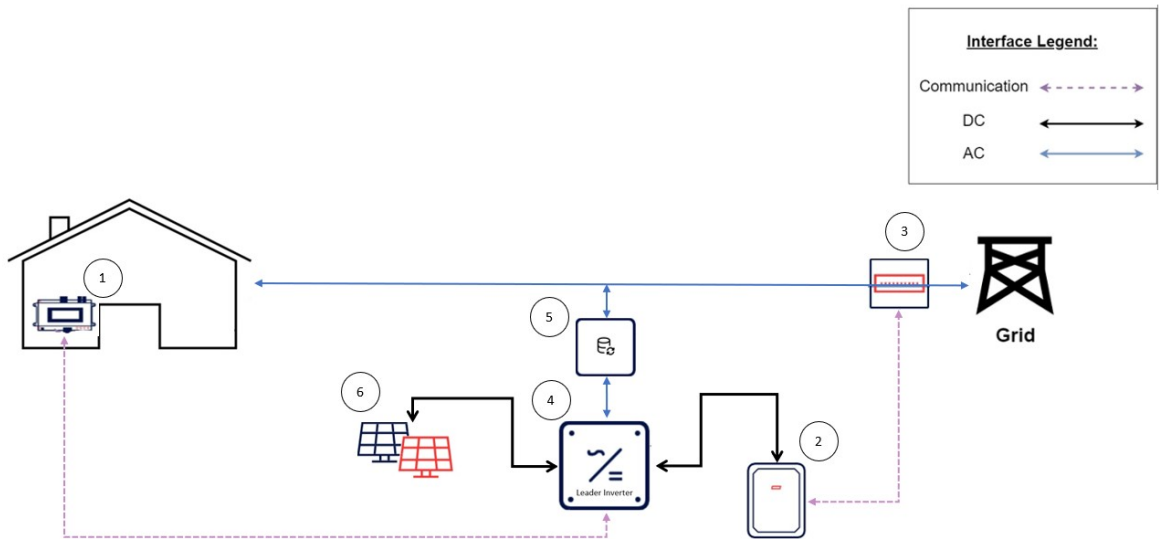 Interface Legend:
Communication
DC
AC
3
1
Grid
5
6
4
2
Leader Inverter